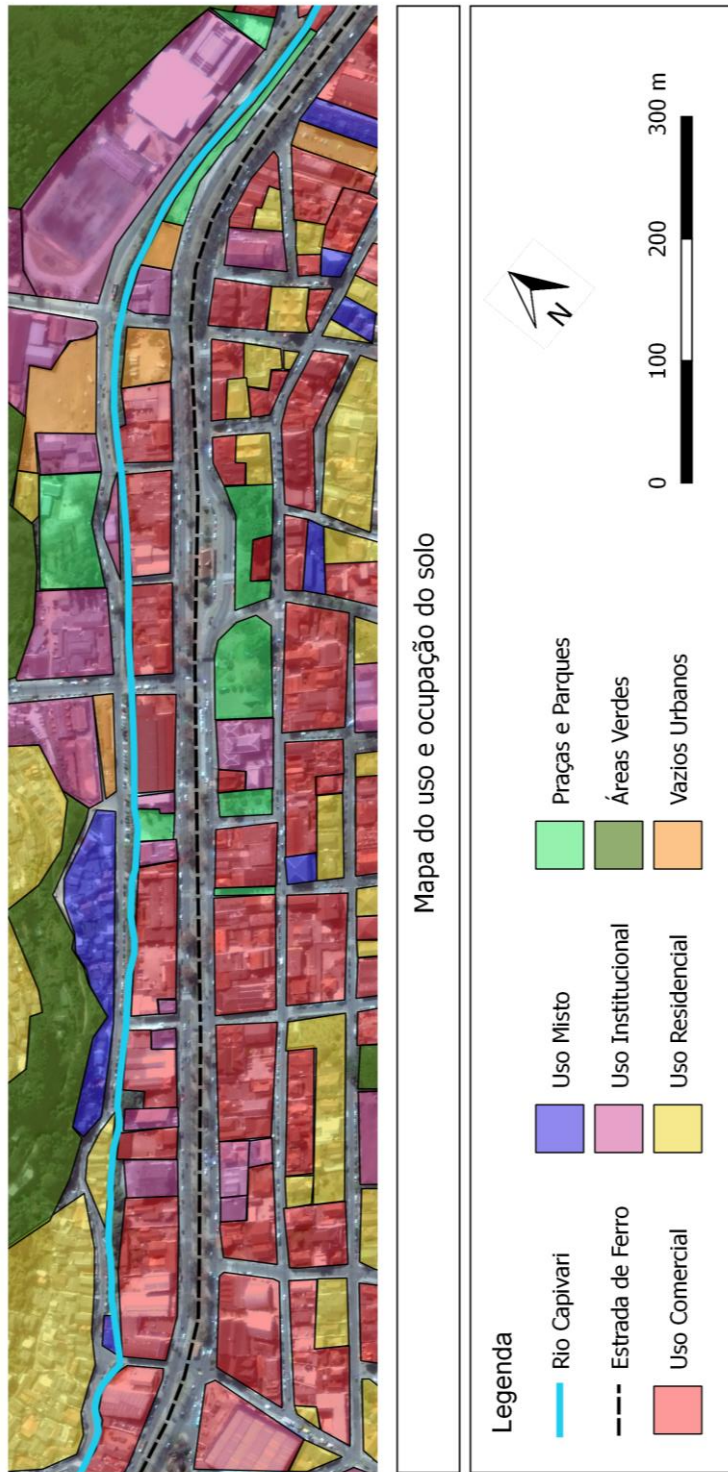 Mapa do uso e ocupação do solo
Legenda
Rio Capivari
Estrada de Ferro
Uso Comercial
Uso Misto
Uso Institucional
Uso Residencial
Praças e Parques
Áreas Verdes
Vazios Urbanos
N
0 100 200 300 m